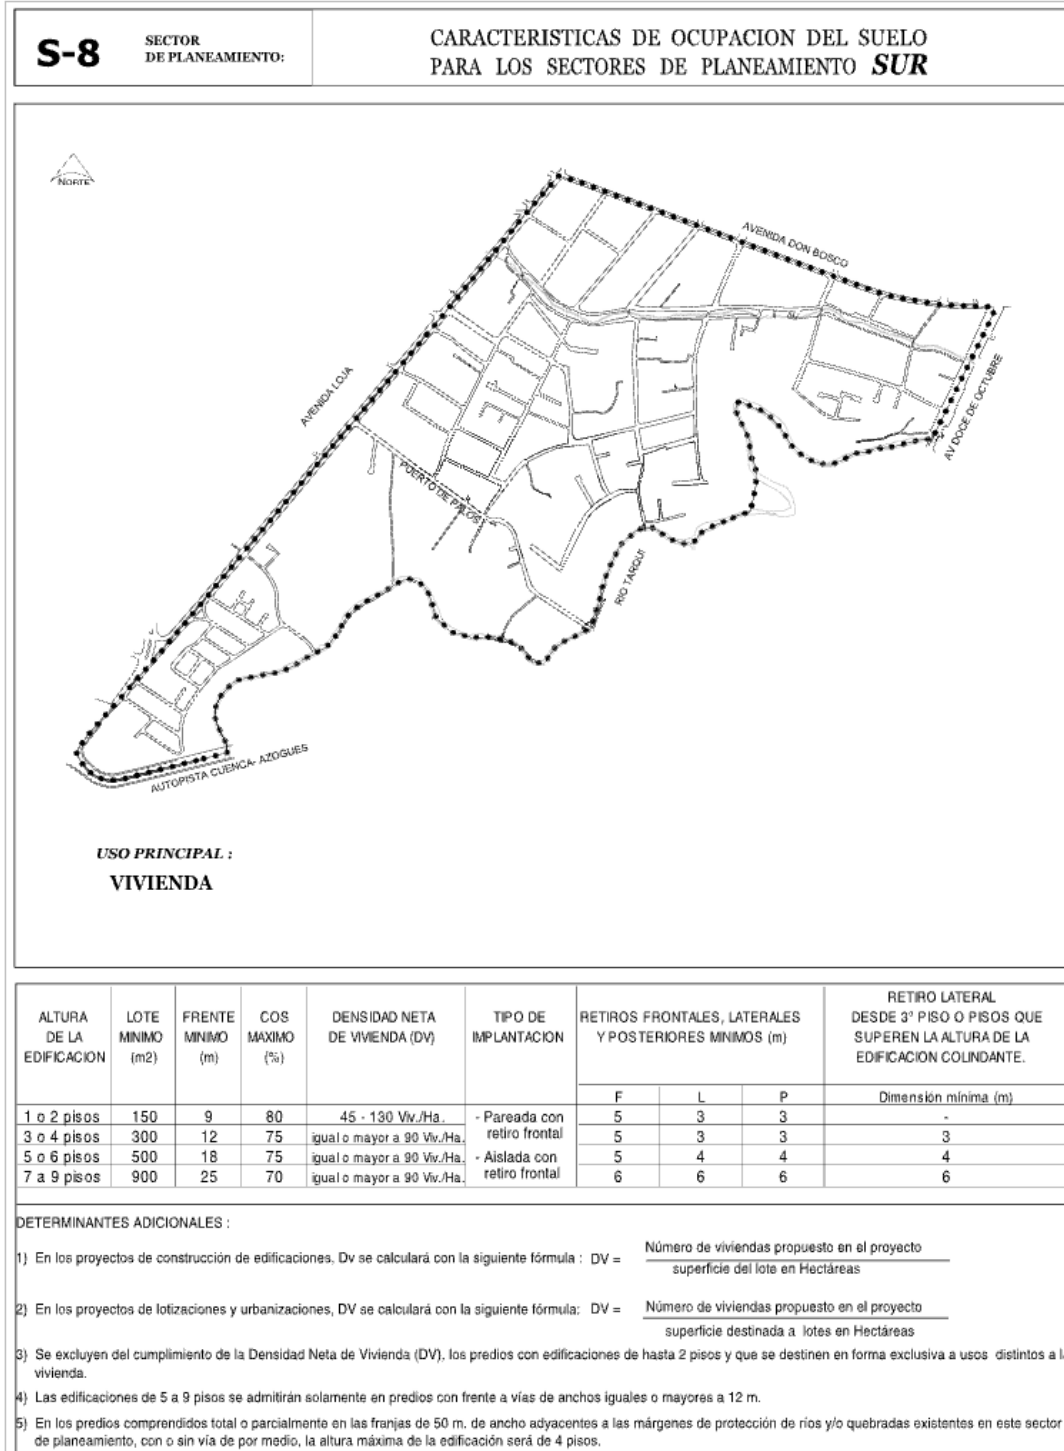 S-8
SECTOR
DE PLANEAMIENTO:
CARACTERISTICAS DE OCUPACION DEL SUELO
PARA LOS SECTORES DE PLANEAMIENTO SUR
NORTE
AVENIDA DON BOSCO
AVENIDA LOJA
AV DOCE DE OCTUBRE
PUERTO DE PALOS
RIO TARQUI
AUTOPISTA CUENCA- AZOGUES
USO PRINCIPAL :
VIVIENDA
ALTURA
DE LA
EDIFICACION
LOTE
MINIMO
(m2)
FRENTE
MINIMO
(m)
COS
MAXIMO
(%)
DENSIDAD NETA
DE VIVIENDA (DV)
TIPO DE
IMPLANTACION
RETIROS FRONTALES, LATERALES
Y POSTERIORES MINIMOS (m)
RETIRO LATERAL
DESDE 3º PISO O PISOS QUE
SUPEREN LA ALTURA DE LA
EDIFICACION COLINDANTE.
F L P Dimensión mínima (m)
1 o 2 pisos 150 9 80 45 - 130 Viv./Ha. - Pareada con 5 3 3 -
3 o 4 pisos 300 12 75 igual o mayor a 90 Viv./Ha. retiro frontal 5 3 3 3
5 o 6 pisos 500 18 75 igual o mayor a 90 Viv./Ha. - Aislada con 5 4 4 4
7 a 9 pisos 900 25 70 igual o mayor a 90 Viv./Ha. retiro frontal 6 6 6 6
DETERMINANTES ADICIONALES :
1) En los proyectos de construcción de edificaciones, Dv se calculará con la siguiente fórmula : DV = Número de viviendas propuesto en el proyecto
superficie del lote en Hectáreas
2) En los proyectos de lotizaciones y urbanizaciones, DV se calculará con la siguiente fórmula: DV = Número de viviendas propuesto en el proyecto
superficie destinada a lotes en Hectáreas
3) Se excluyen del cumplimiento de la Densidad Neta de Vivienda (DV), los predios con edificaciones de hasta 2 pisos y que se destinen en forma exclusiva a usos distintos a la
vivienda.
4) Las edificaciones de 5 a 9 pisos se admitirán solamente en predios con frente a vías de anchos iguales o mayores a 12 m.
5) En los predios comprendidos total o parcialmente en las franjas de 50 m. de ancho adyacentes a las márgenes de protección de ríos y/o quebradas existentes en este sector
de planeamiento, con o sin vía de por medio, la altura máxima de la edificación será de 4 pisos.